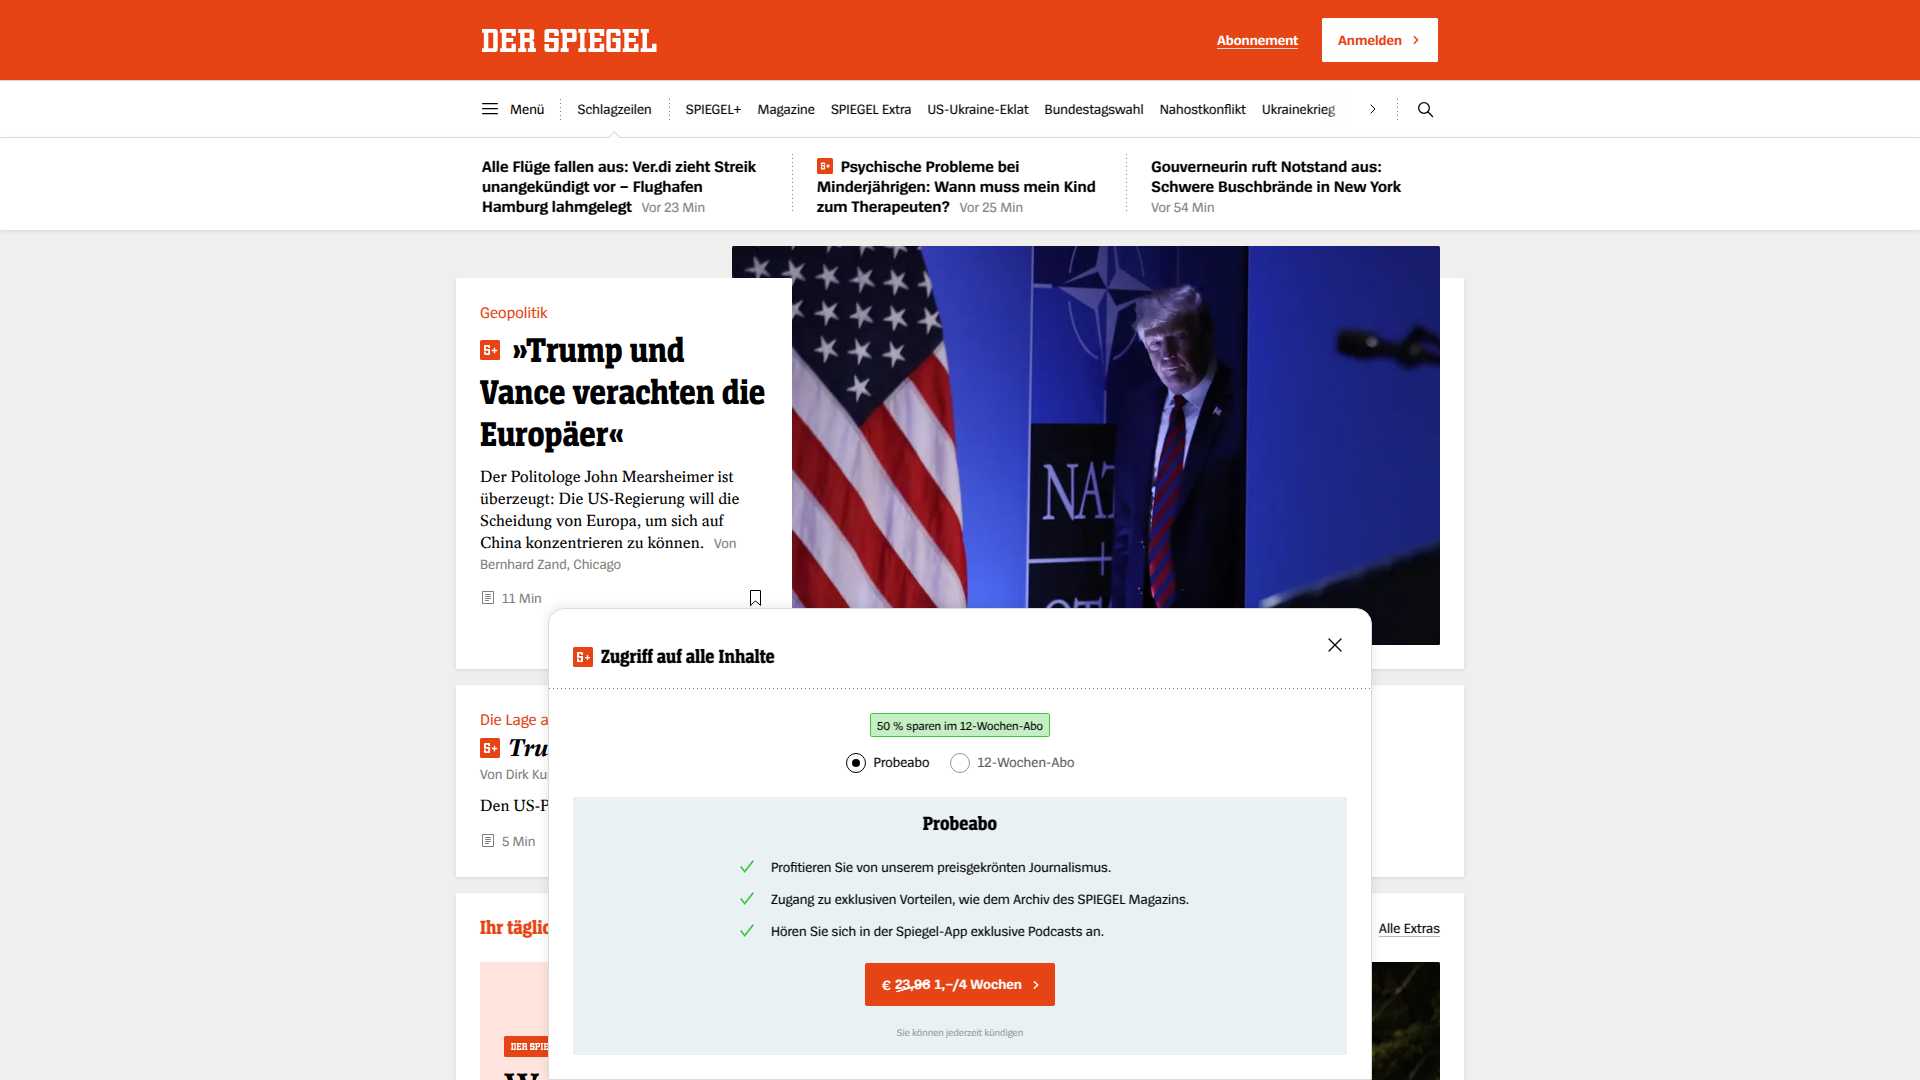 DER SPIEGEL
Abonnement
Anmelden
Menü
Schlagzeilen
SPIEGEL+
Magazine
SPIEGEL Extra
US-Ukraine-Eklat
Bundestagswahl
Nahostkonflikt
Ukrainekrieg
Alle Flüge fallen aus: Ver.di zieht Streik
unangekündigt vor – Flughafen
Hamburg lahmgelegt Vor 23 Min
S+ Psychische Probleme bei
Minderjährigen: Wann muss mein Kind
zum Therapeuten? Vor 25 Min
Gouverneurin ruft Notstand aus:
Schwere Buschbrände in New York
Vor 54 Min
Geopolitik
S+ »Trump und
Vance verachten die
Europäer«
Der Politologe John Mearsheimer ist
überzeugt: Die US-Regierung will die
Scheidung von Europa, um sich auf
China konzentrieren zu können. Von
Bernhard Zand, Chicago
11 Min
NAT
OT
S+ Zugriff auf alle Inhalte
50 % sparen im 12-Wochen-Abo
Probeabo
12-Wochen-Abo
Probeabo
Profitieren Sie von unserem preisgekrönten Journalismus.
Zugang zu exklusiven Vorteilen, wie dem Archiv des SPIEGEL Magazins.
Hören Sie sich in der Spiegel-App exklusive Podcasts an.
€ 23,96 1,–/4 Wochen
Sie können jederzeit kündigen
Die Lage a
S+ Tru
Von Dirk Ku
Den US-P
5 Min
Ihr täglic
Alle Extras
DER SPIE